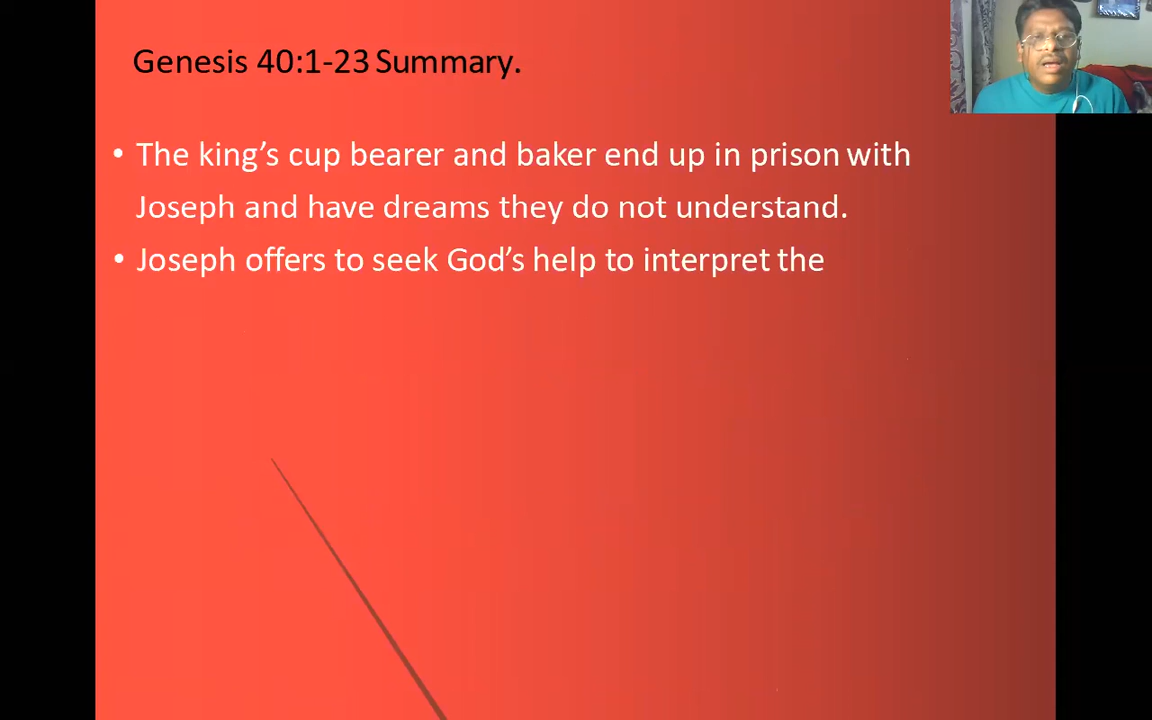 Genesis 40:1-23 Summary.
• The king’s cup bearer and baker end up in prison with
Joseph and have dreams they do not understand.
• Joseph offers to seek God’s help to interpret the